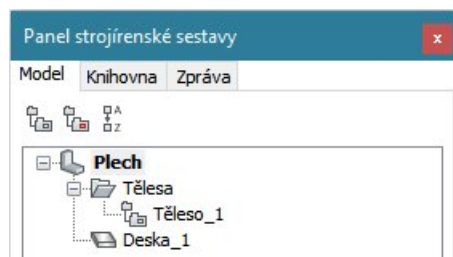 Panel strojírenské sestavy
x
Model Knihovna Zpráva
A
Z
Plech
Tělesa
Těleso_1
Deska_1